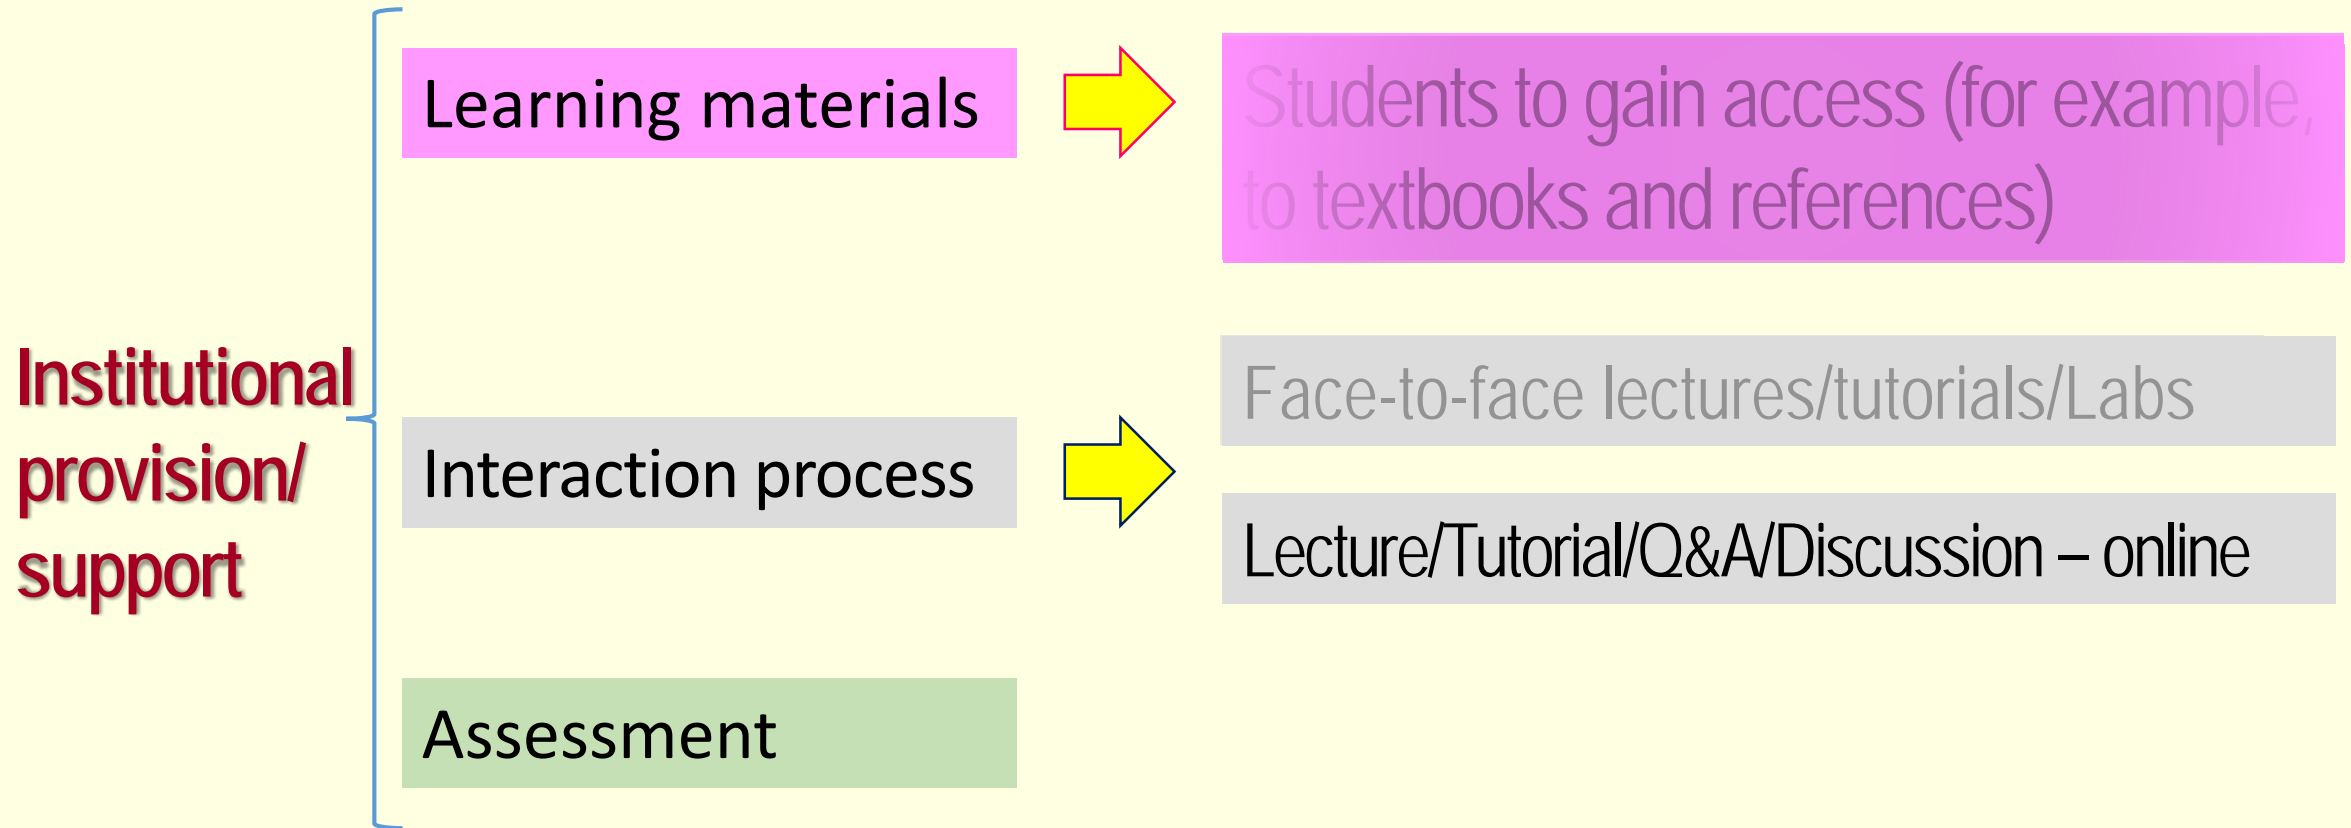 Learning materials
Students to gain access (for example,
to textbooks and references)
Institutional
provision/
support
Interaction process
Face-to-face lectures/tutorials/Labs
Lecture/Tutorial/Q&A/Discussion – online
Assessment